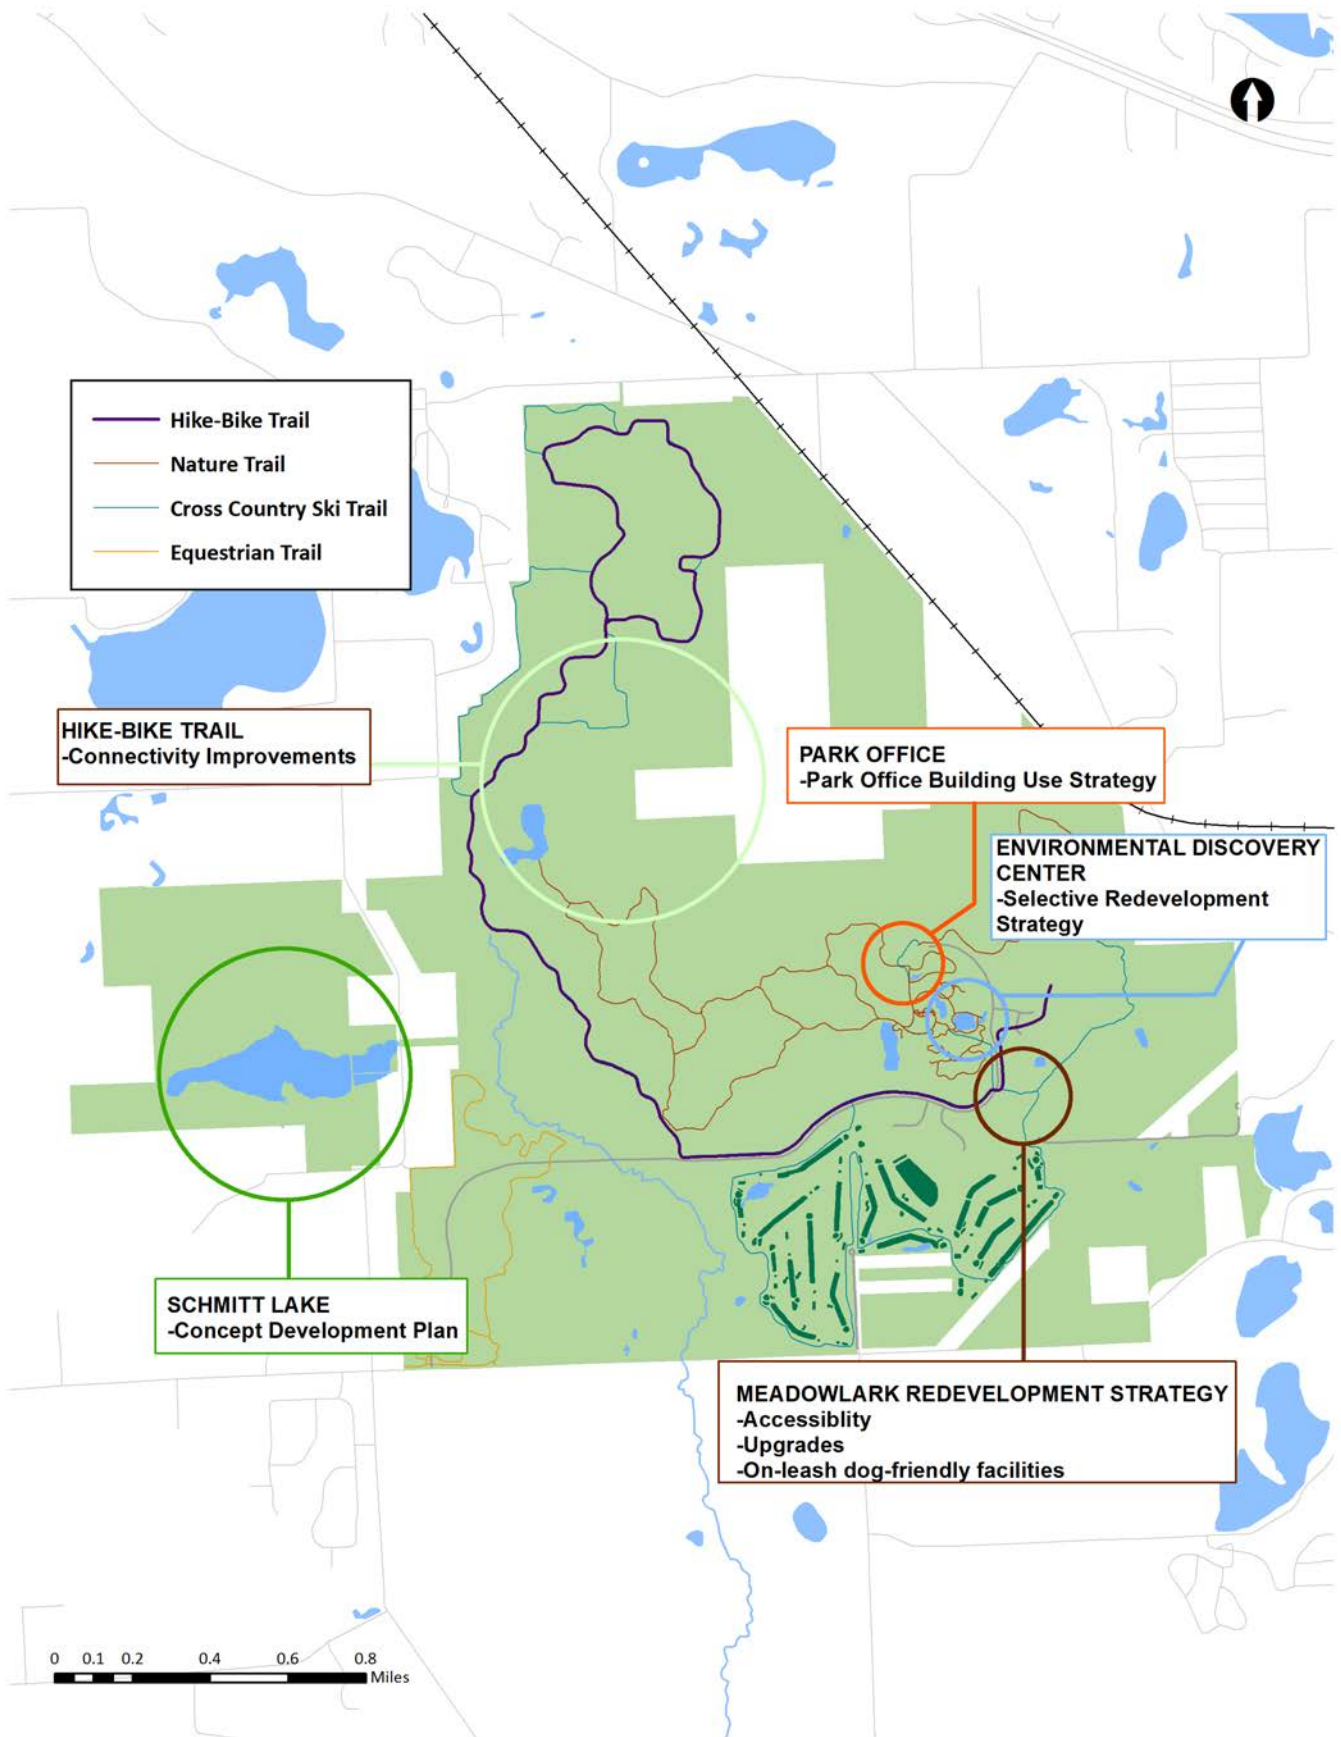 Hike-Bike Trail
Nature Trail
Cross Country Ski Trail
Equestrian Trail
HIKE-BIKE TRAIL
-Connectivity Improvements
PARK OFFICE
-Park Office Building Use Strategy
ENVIRONMENTAL DISCOVERY
CENTER
-Selective Redevelopment
Strategy
SCHMITT LAKE
-Concept Development Plan
MEADOWLARK REDEVELOPMENT STRATEGY
-Accessiblity
-Upgrades
-On-leash dog-friendly facilities
0 0.1 0.2 0.4 0.6 0.8
Miles